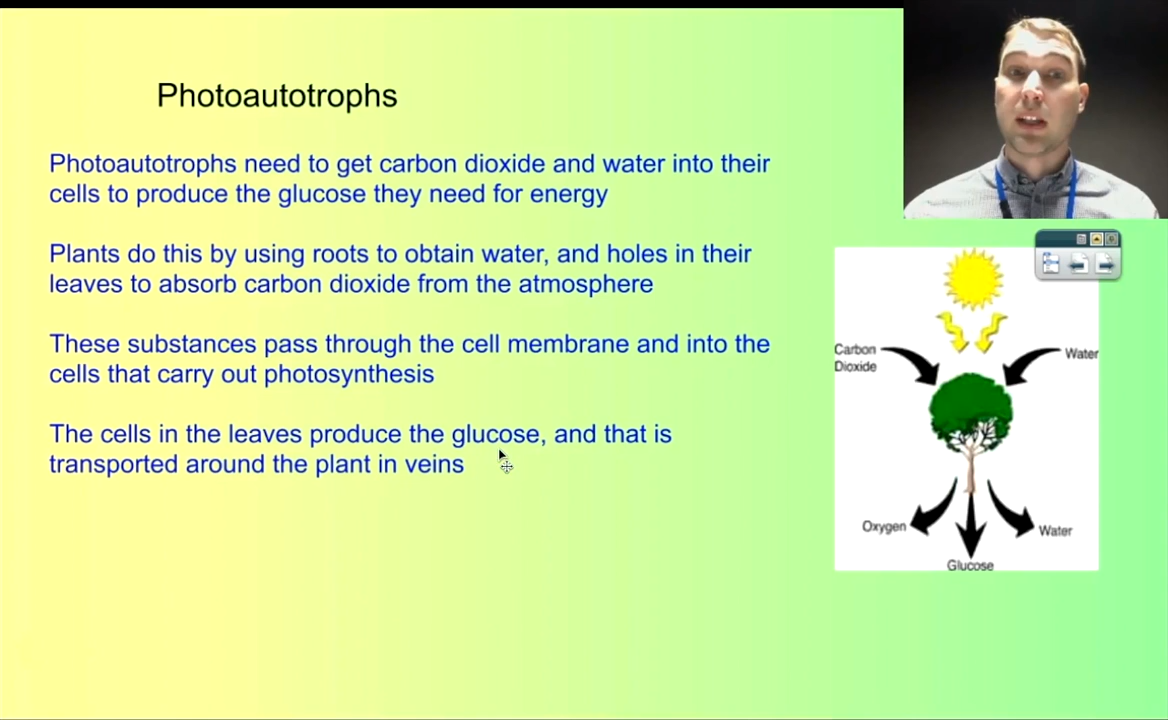 Photoautotrophs
Photoautotrophs need to get carbon dioxide and water into their
cells to produce the glucose they need for energy
Plants do this by using roots to obtain water, and holes in their
leaves to absorb carbon dioxide from the atmosphere
These substances pass through the cell membrane and into the
cells that carry out photosynthesis
The cells in the leaves produce the glucose, and that is
transported around the plant in veins
Carbon
Dioxide
Water
Oxygen
Water
Glucose